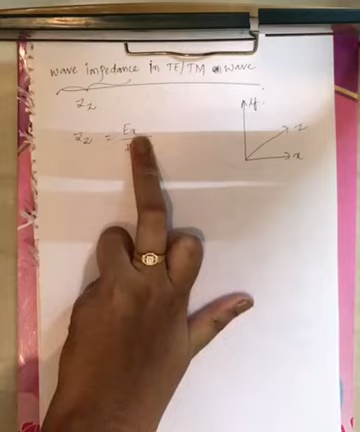 wave impedance in TE/TM wave
Zz
y
Zz = Ex
z
x